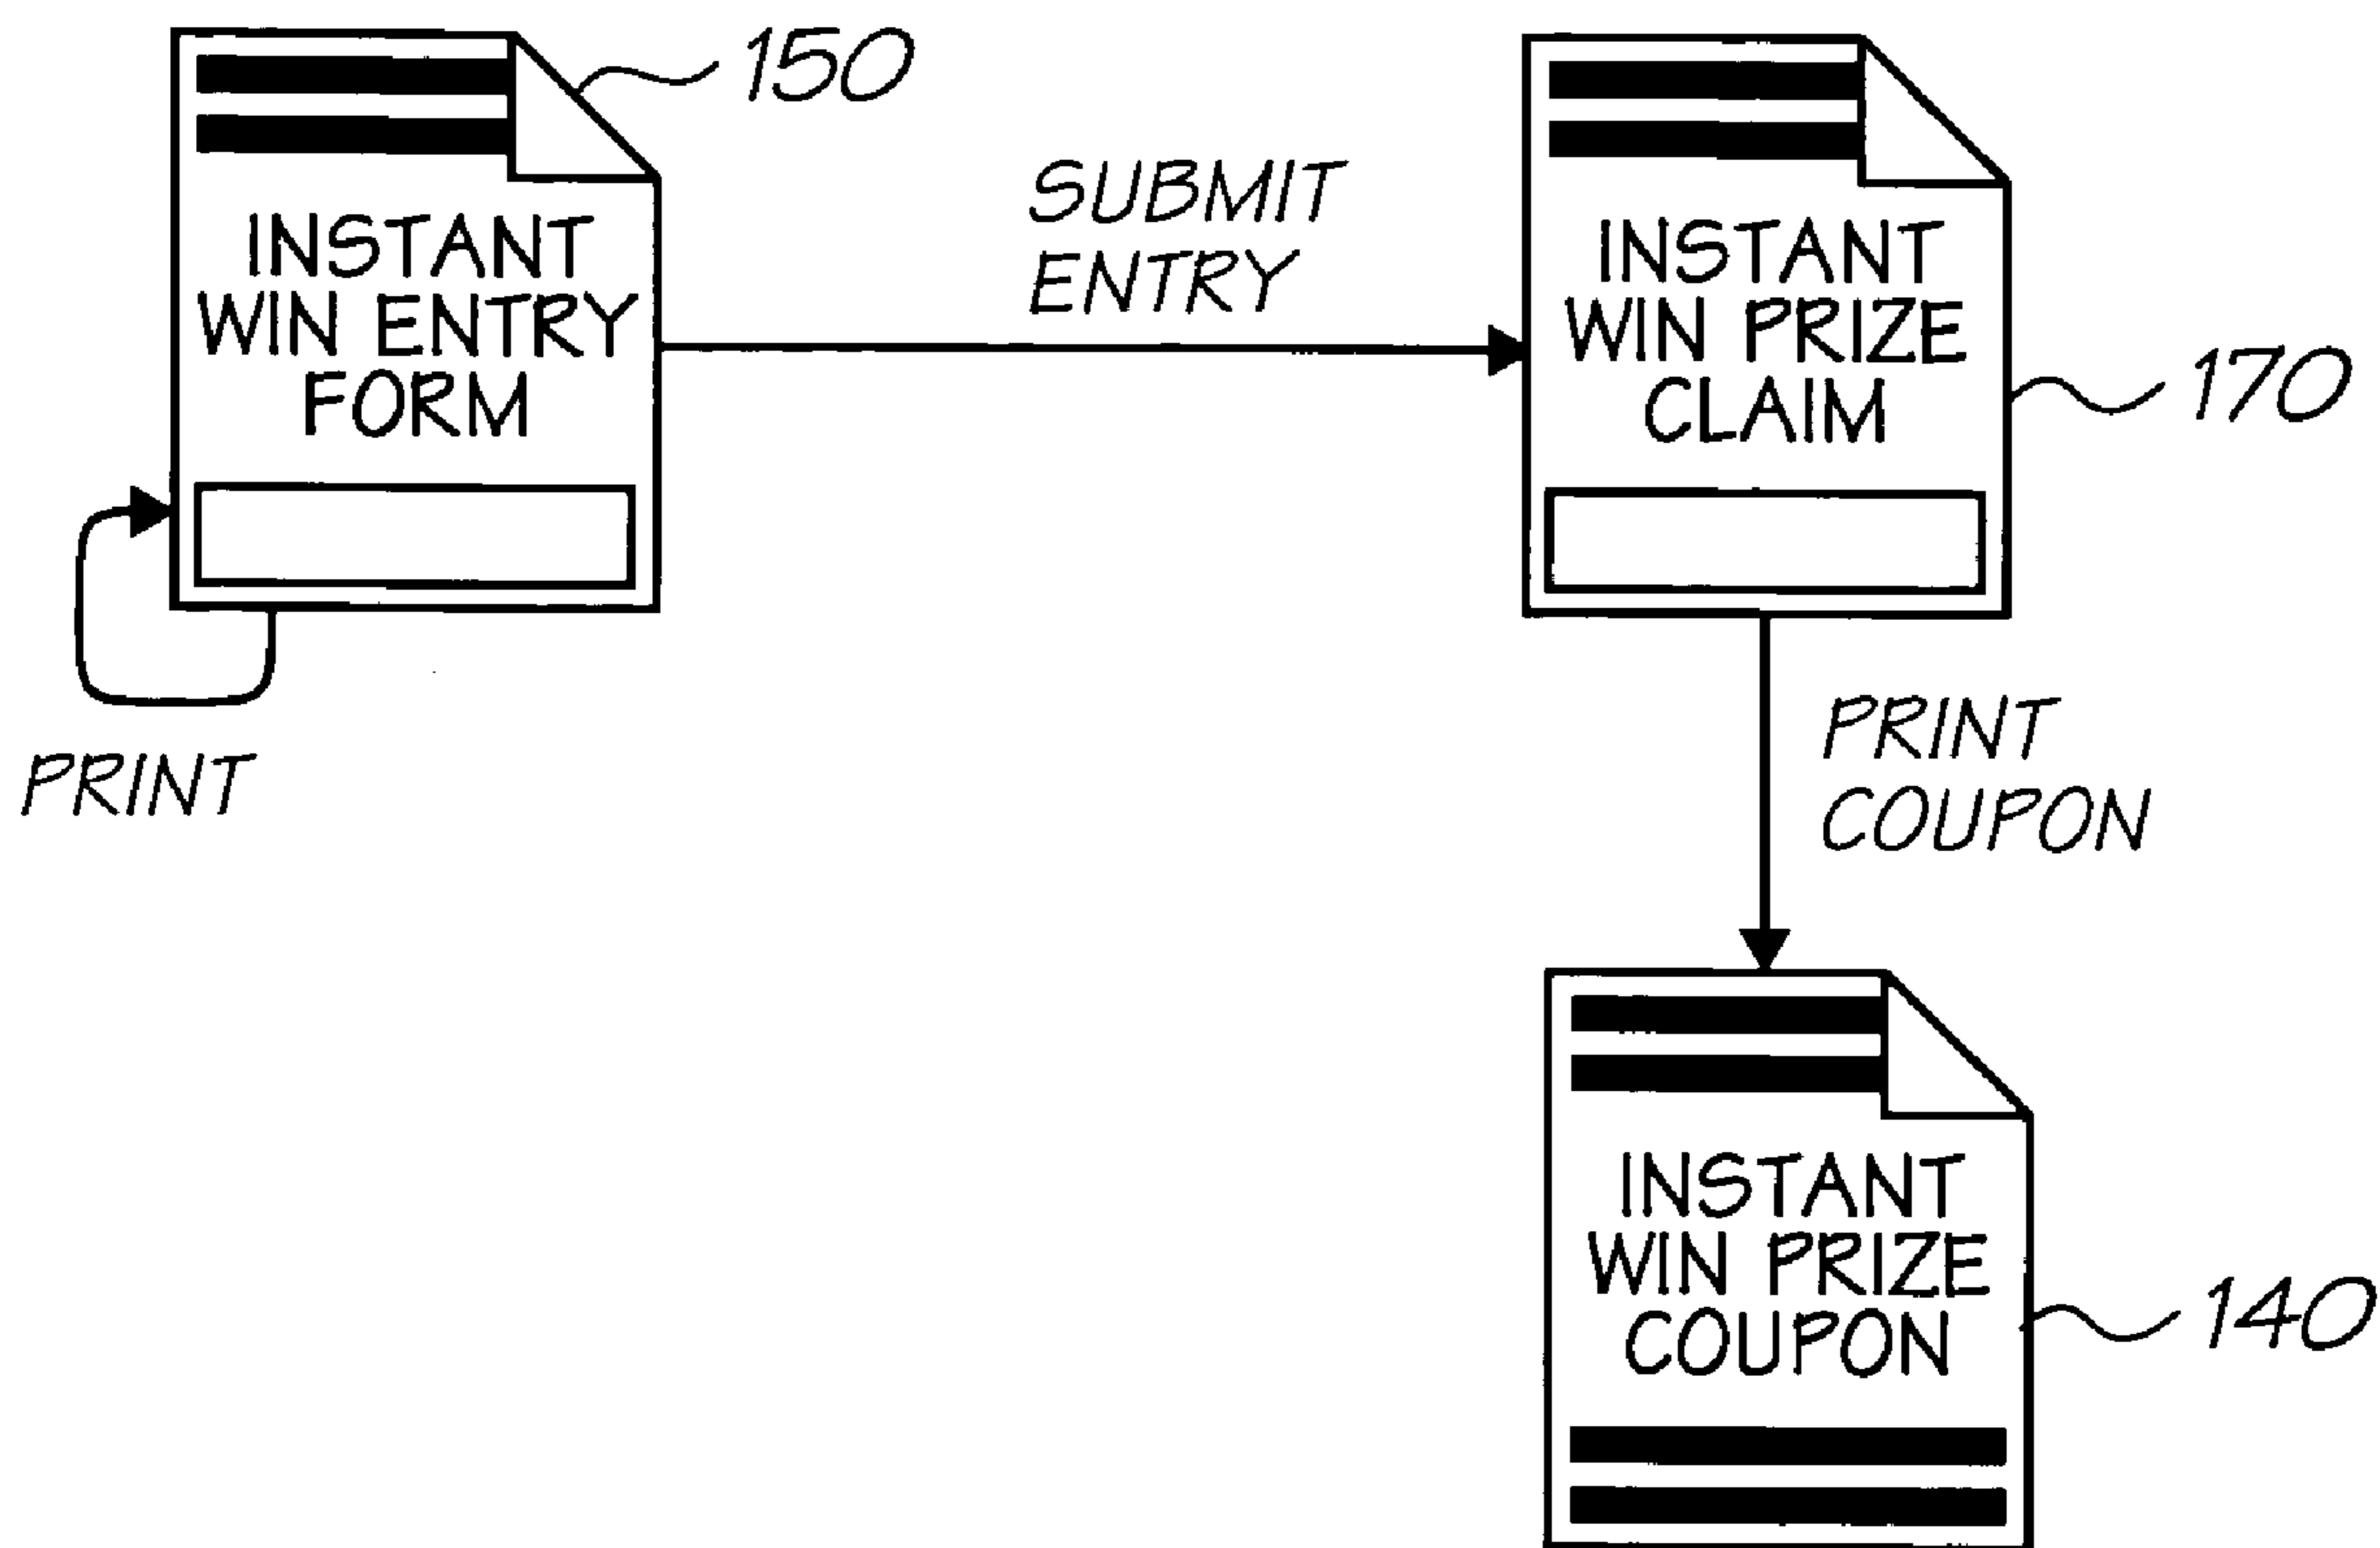 150
INSTANT
WIN ENTRY
FORM
PRINT
SUBMIT
ENTRY
INSTANT
WIN PRIZE
CLAIM
170
PRINT
COUPON
INSTANT
WIN PRIZE
COUPON
140